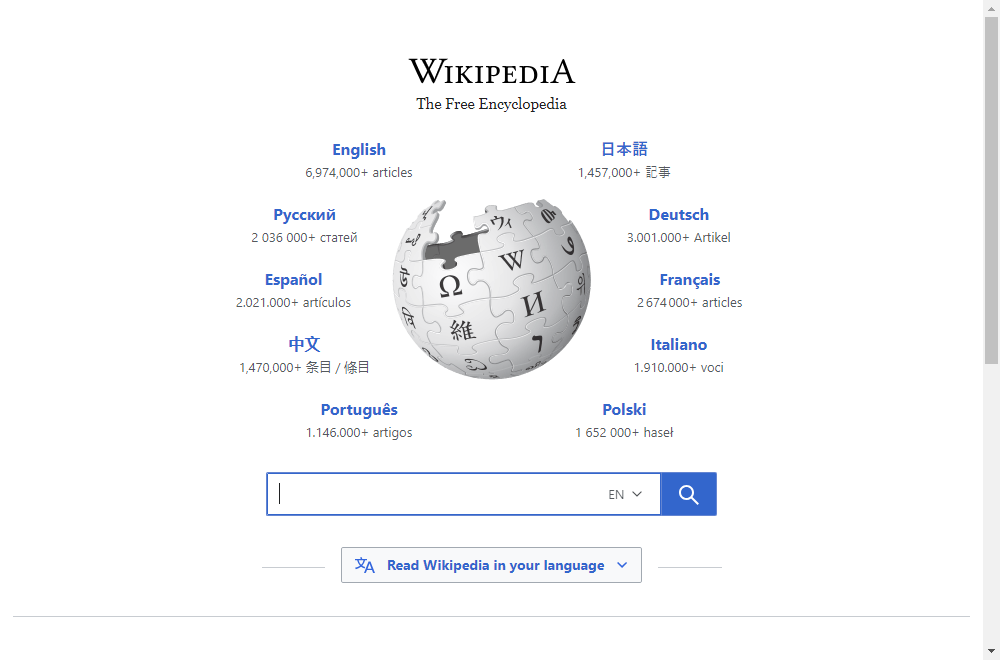 WIKIPEDIA
The Free Encyclopedia
English
6,974,000+ articles
日本語
1,457,000+ 記事
Русский
2 036 000+ статей
Deutsch
3.001.000+ Artikel
Español
2.021.000+ artículos
Français
2 674 000+ articles
中文
1,470,000+ 条目 / 條目
Italiano
1.910.000+ voci
Português
1.146.000+ artigos
Polski
1 652 000+ haseł
Ω
W
И
維
ウィ
EN
Read Wikipedia in your language